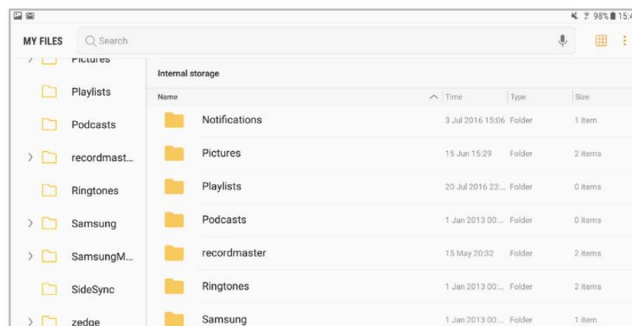 98% 15:4
MY FILES Search
Pictures
Playlists
Podcasts
recordmast...
Ringtones
Samsung
SamsungM...
SideSync
zedge
Internal storage
Name Time Type Size
Notifications 3 Jul 2016 15:06 Folder 1 item
Pictures 15 Jun 15:29 Folder 2 items
Playlists 20 Jul 2016 23:... Folder 0 items
Podcasts 1 Jan 2013 00:... Folder 0 items
recordmaster 15 May 20:32 Folder 2 items
Ringtones 1 Jan 2013 00:... Folder 2 items
Samsung 1 Jan 2013 00:... Folder 1 item